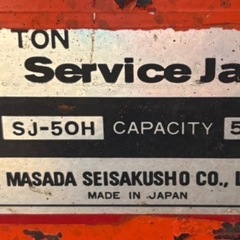 TON
Service Ja
SJ-50H CAPACITY 5
MASADA SEISAKUSHO CO., L
MADE IN JAPAN